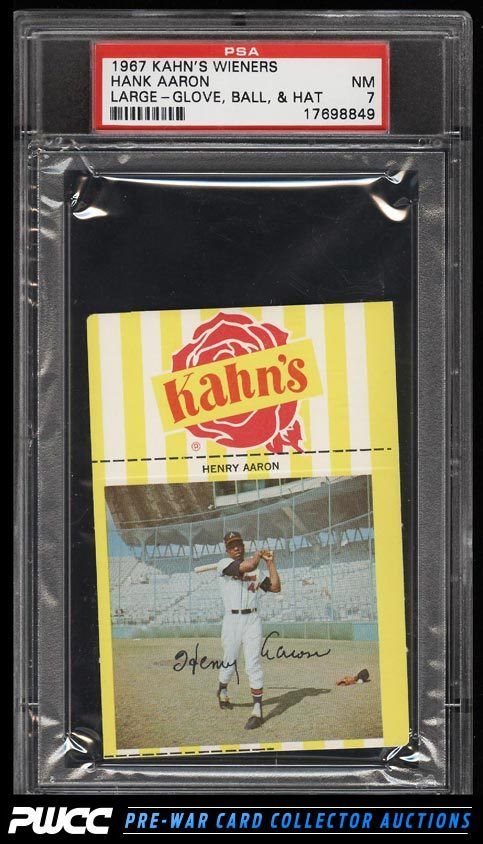 PSA
1967 KAHN'S WIENERS
HANK AARON NM
LARGE - GLOVE, BALL, & HAT 7
17698849
Kahn's
®
HENRY AARON
Henry Aaron
PWCC PRE-WAR CARD COLLECTOR AUCTIONS